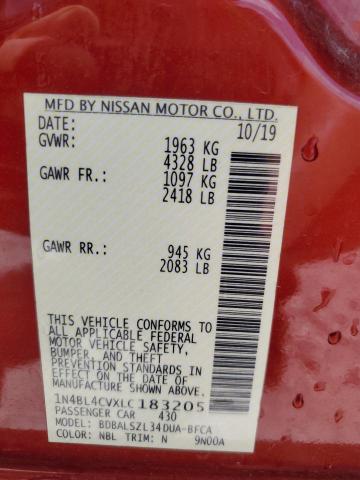 MFD BY NISSAN MOTOR CO., LTD.
DATE: 10/19
GVWR: 1963 KG
4328 LB
GAWR FR.: 1097 KG
2418 LB
GAWR RR.: 945 KG
2083 LB
THIS VEHICLE CONFORMS TO
ALL APPLICABLE FEDERAL
MOTOR VEHICLE SAFETY,
BUMPER, AND THEFT
PREVENTION STANDARDS IN
EFFECT ON THE DATE OF
MANUFACTURE SHOWN ABOVE.
1N4BL4CVXLC183205
PASSENGER CAR 430
MODEL: BDBALSZL34DUA-BFCA
COLOR: NBL TRIM: N 9N00A